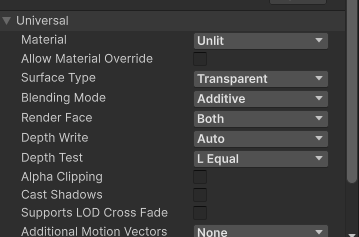 Universal
Material Unlit
Allow Material Override
Surface Type Transparent
Blending Mode Additive
Render Face Both
Depth Write Auto
Depth Test L Equal
Alpha Clipping
Cast Shadows
Supports LOD Cross Fade
Additional Motion Vectors None